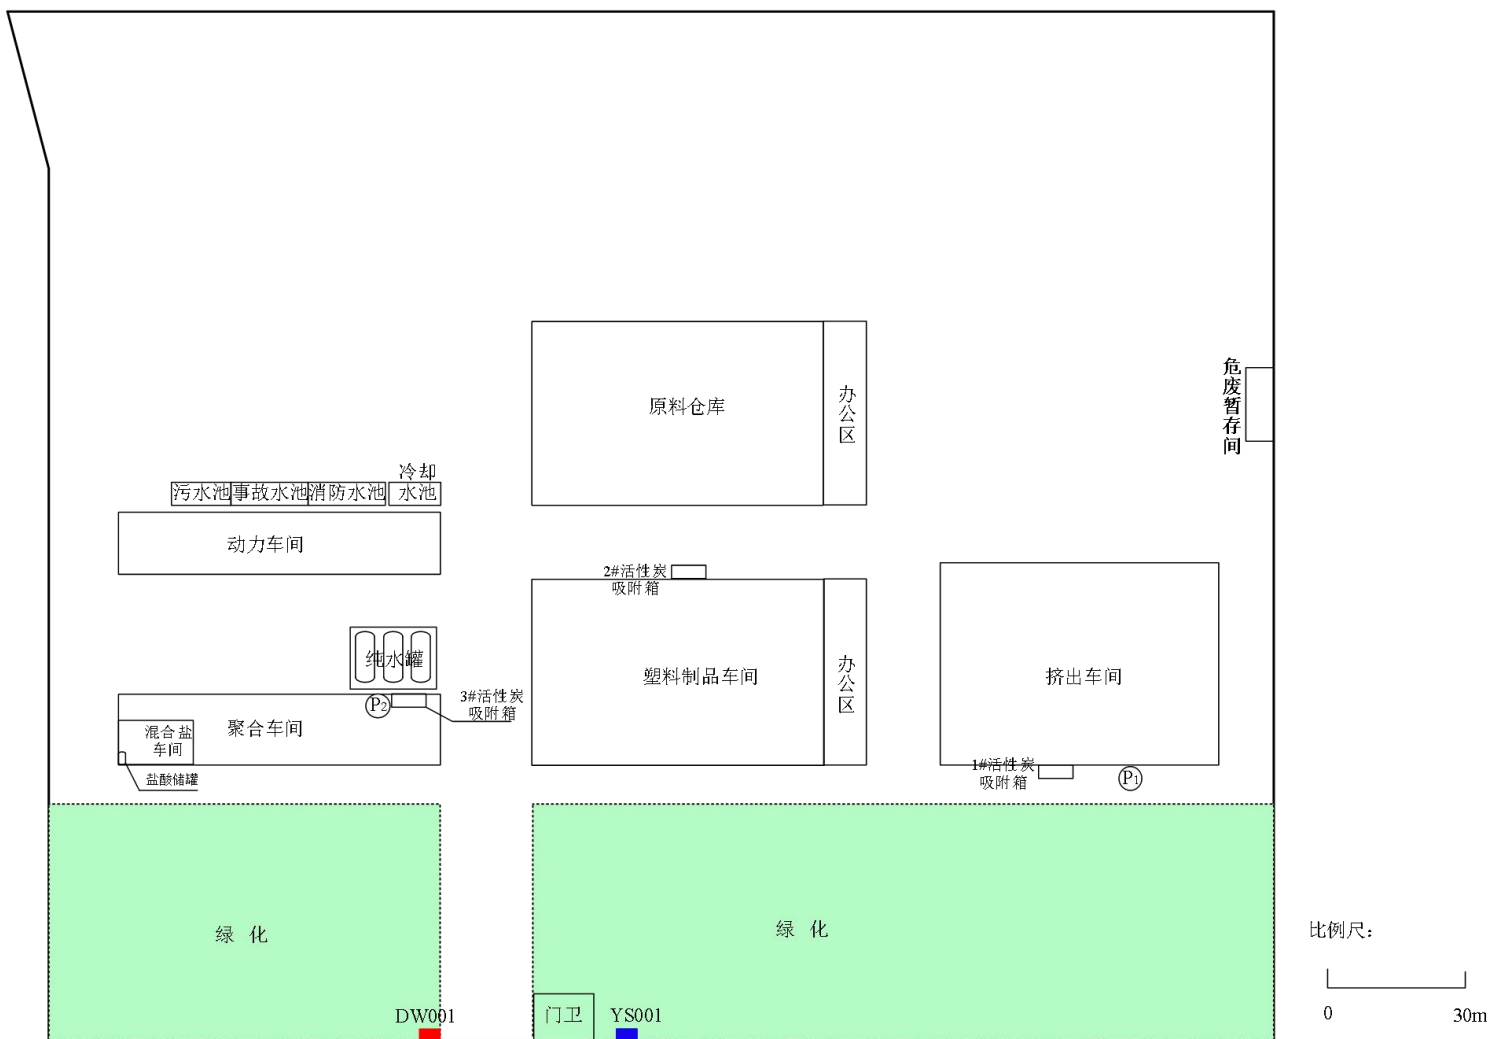 原料仓库
办
公
区
危
废
暂
存
间
冷却
污水池
事故水池
消防水池
水池
动力车间
2#活性炭
吸附箱
纯水罐
塑料制品车间
办
公
区
挤出车间
P2
3#活性炭
吸附箱
混合盐
车间
聚合车间
盐酸储罐
1#活性炭
吸附箱
P1
绿 化
绿 化
比例尺：
0
30m
DW001
门卫
YS001